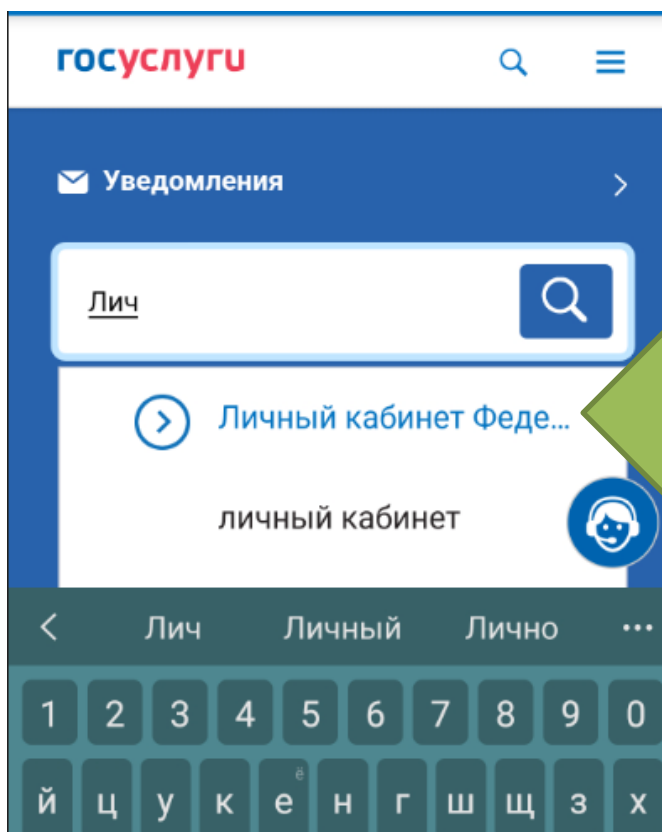 госуслуги
Уведомления
Лич
Личный кабинет Феде...
личный кабинет
Лич Личный Лично ...
1 2 3 4 5 6 7 8 9 0
й ц у к е ё н г ш щ з х